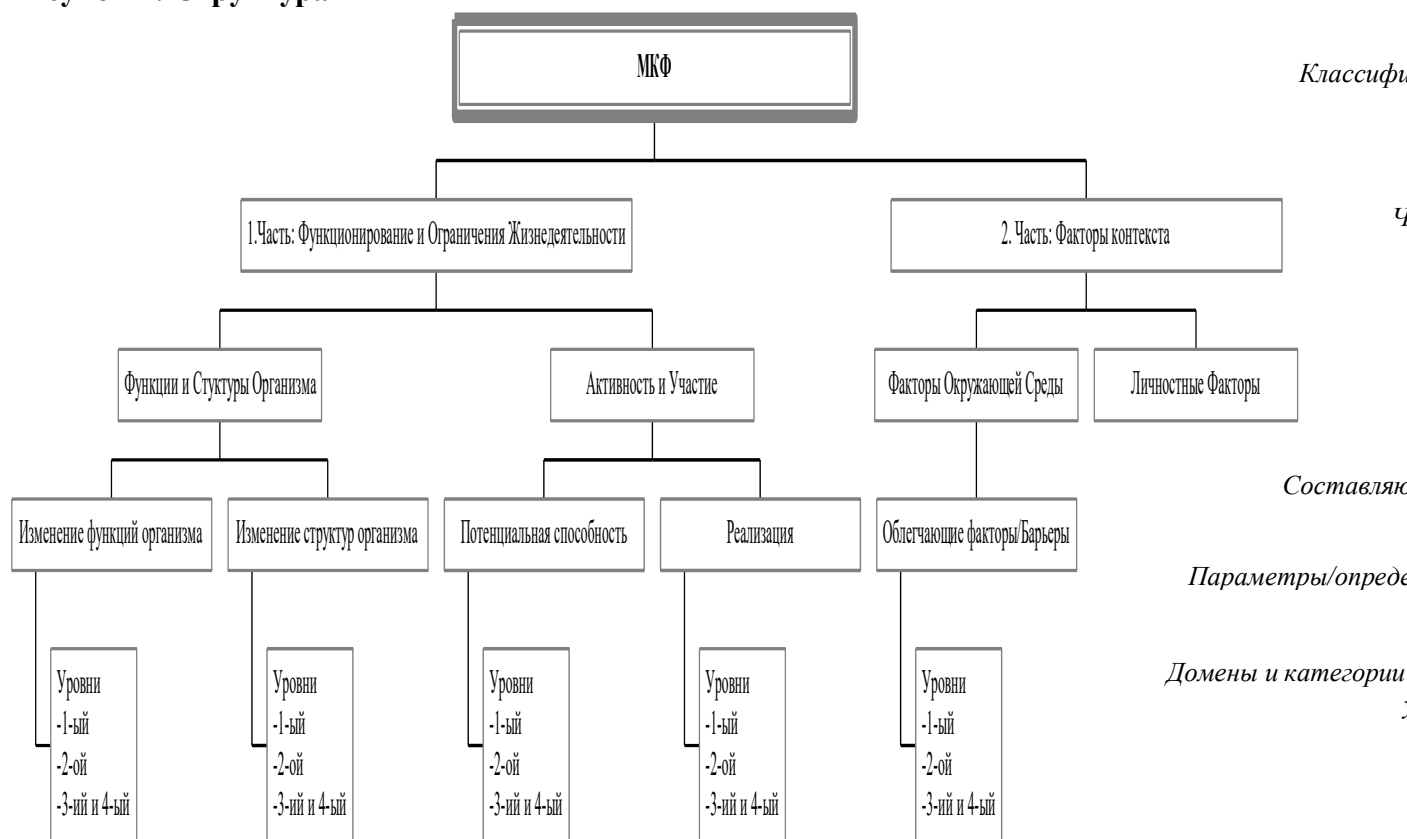 Структура
МКФ
Классифи
1.Часть: Функционирование и Ограничения Жизнедеятельности
2. Часть: Факторы контекста
Ч
Функции и Стуктуры Организма
Активность и Участие
Факторы Окружающей Среды
Личностные Факторы
Составляю
Изменение функций организма
Изменение структур организма
Потенциальная способность
Реализация
Облегчающие факторы/Барьеры
Параметры/опреде
Домены и категории
Уровни
-1-ый
-2-ой
-3-ий и 4-ый
Уровни
-1-ый
-2-ой
-3-ий и 4-ый
Уровни
-1-ый
-2-ой
-3-ий и 4-ый
Уровни
-1-ый
-2-ой
-3-ий и 4-ый
Уровни
-1-ый
-2-ой
-3-ий и 4-ый